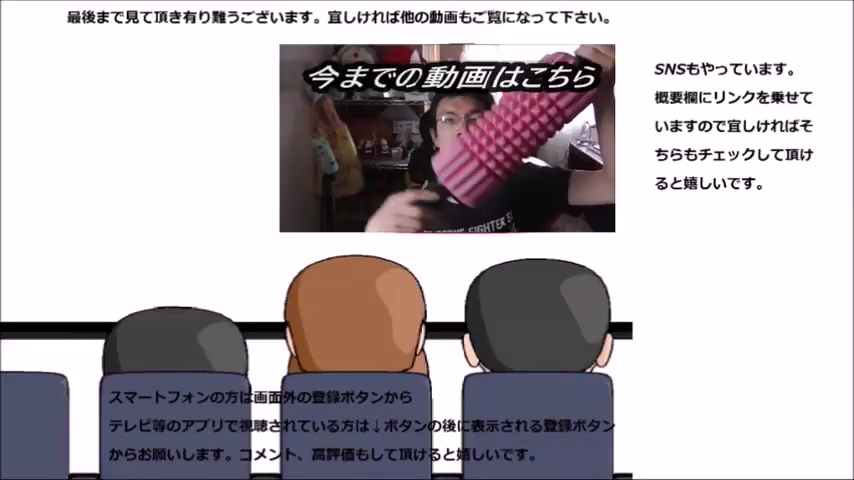 最後まで見て頂き有り難うございます。宜しければ他の動画もご覧になって下さい。
今までの動画はこちら
SNSもやっています。
概要欄にリンクを乗せて
いますので宜しければそ
ちらもチェックして頂け
ると嬉しいです。
FIGHTER
スマートフォンの方は画面外の登録ボタンから
テレビ等のアプリで視聴されている方は↓ボタンの後に表示される登録ボタン
からお願いします。コメント、高評価もして頂けると嬉しいです。